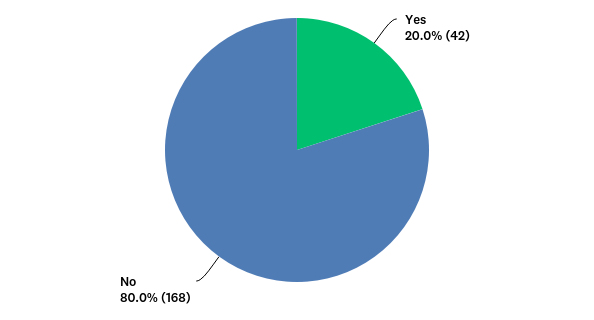 Yes
20.0% (42)
No
80.0% (168)